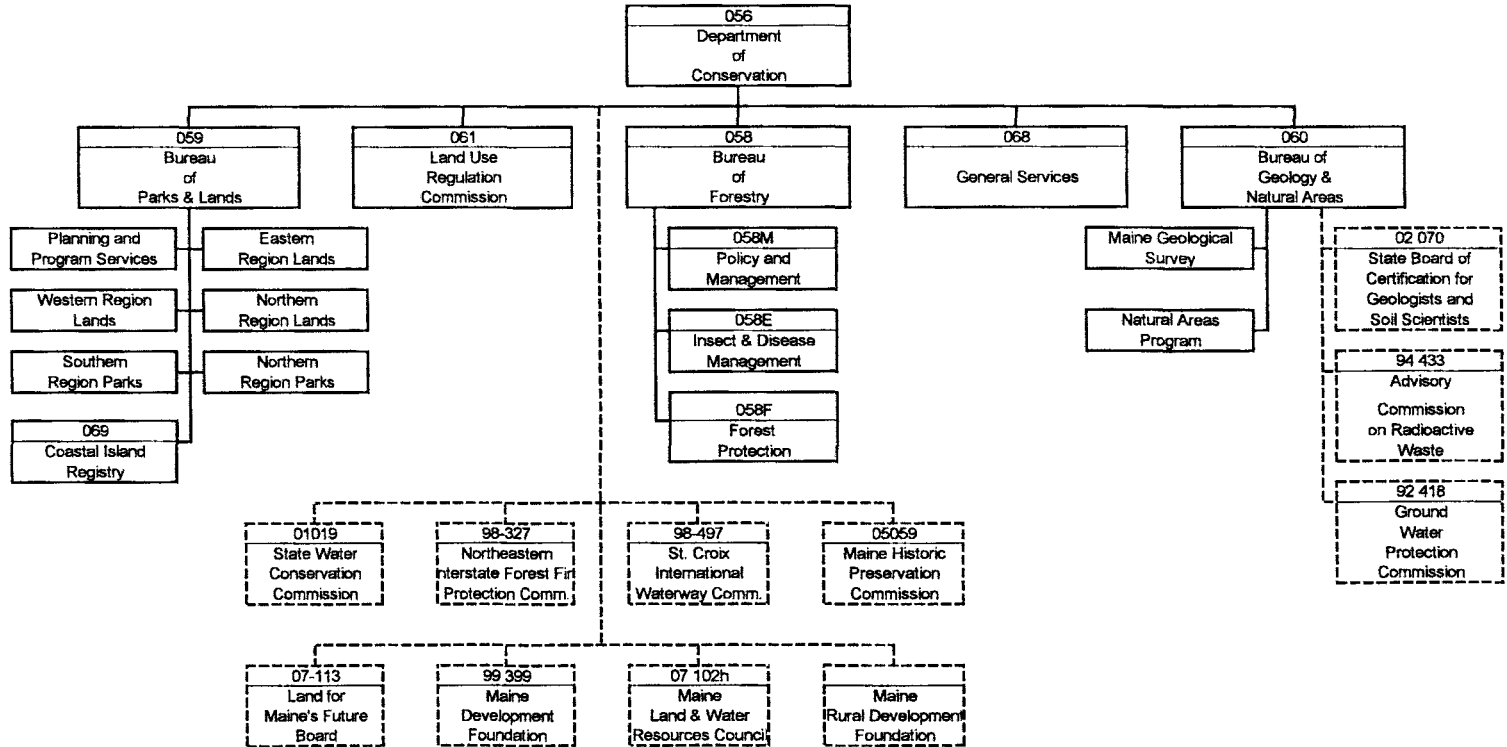 056
Department
of
Conservation
059
Bureau
of
Parks & Lands
061
Land Use
Regulation
Commission
058
Bureau
of
Forestry
068
General Services
060
Bureau of
Geology &
Natural Areas
Planning and
Program Services
Eastern
Region Lands
Western Region
Lands
Northern
Region Lands
Southern
Region Parks
Northern
Region Parks
069
Coastal Island
Registry
058M
Policy and
Management
058E
Insect & Disease
Management
058F
Forest
Protection
Maine Geological
Survey
Natural Areas
Program
02 070
State Board of
Certification for
Geologists and
Soil Scientists
94 433
Advisory
Commission
on Radioactive
Waste
92 418
Ground
Water
Protection
Commission
01019
State Water
Conservation
Commission
98-327
Northeastern
nterstate Forest Fir
Protection Comm.
98-497
St. Croix
International
Waterway Comm.
05059
Maine Historic
Preservation
Commission
07-113
Land for
Maine's Future
Board
99 399
Maine
Development
Foundation
07 102h
Maine
Land & Water
Resources Council
Maine
Rural Development
Foundation